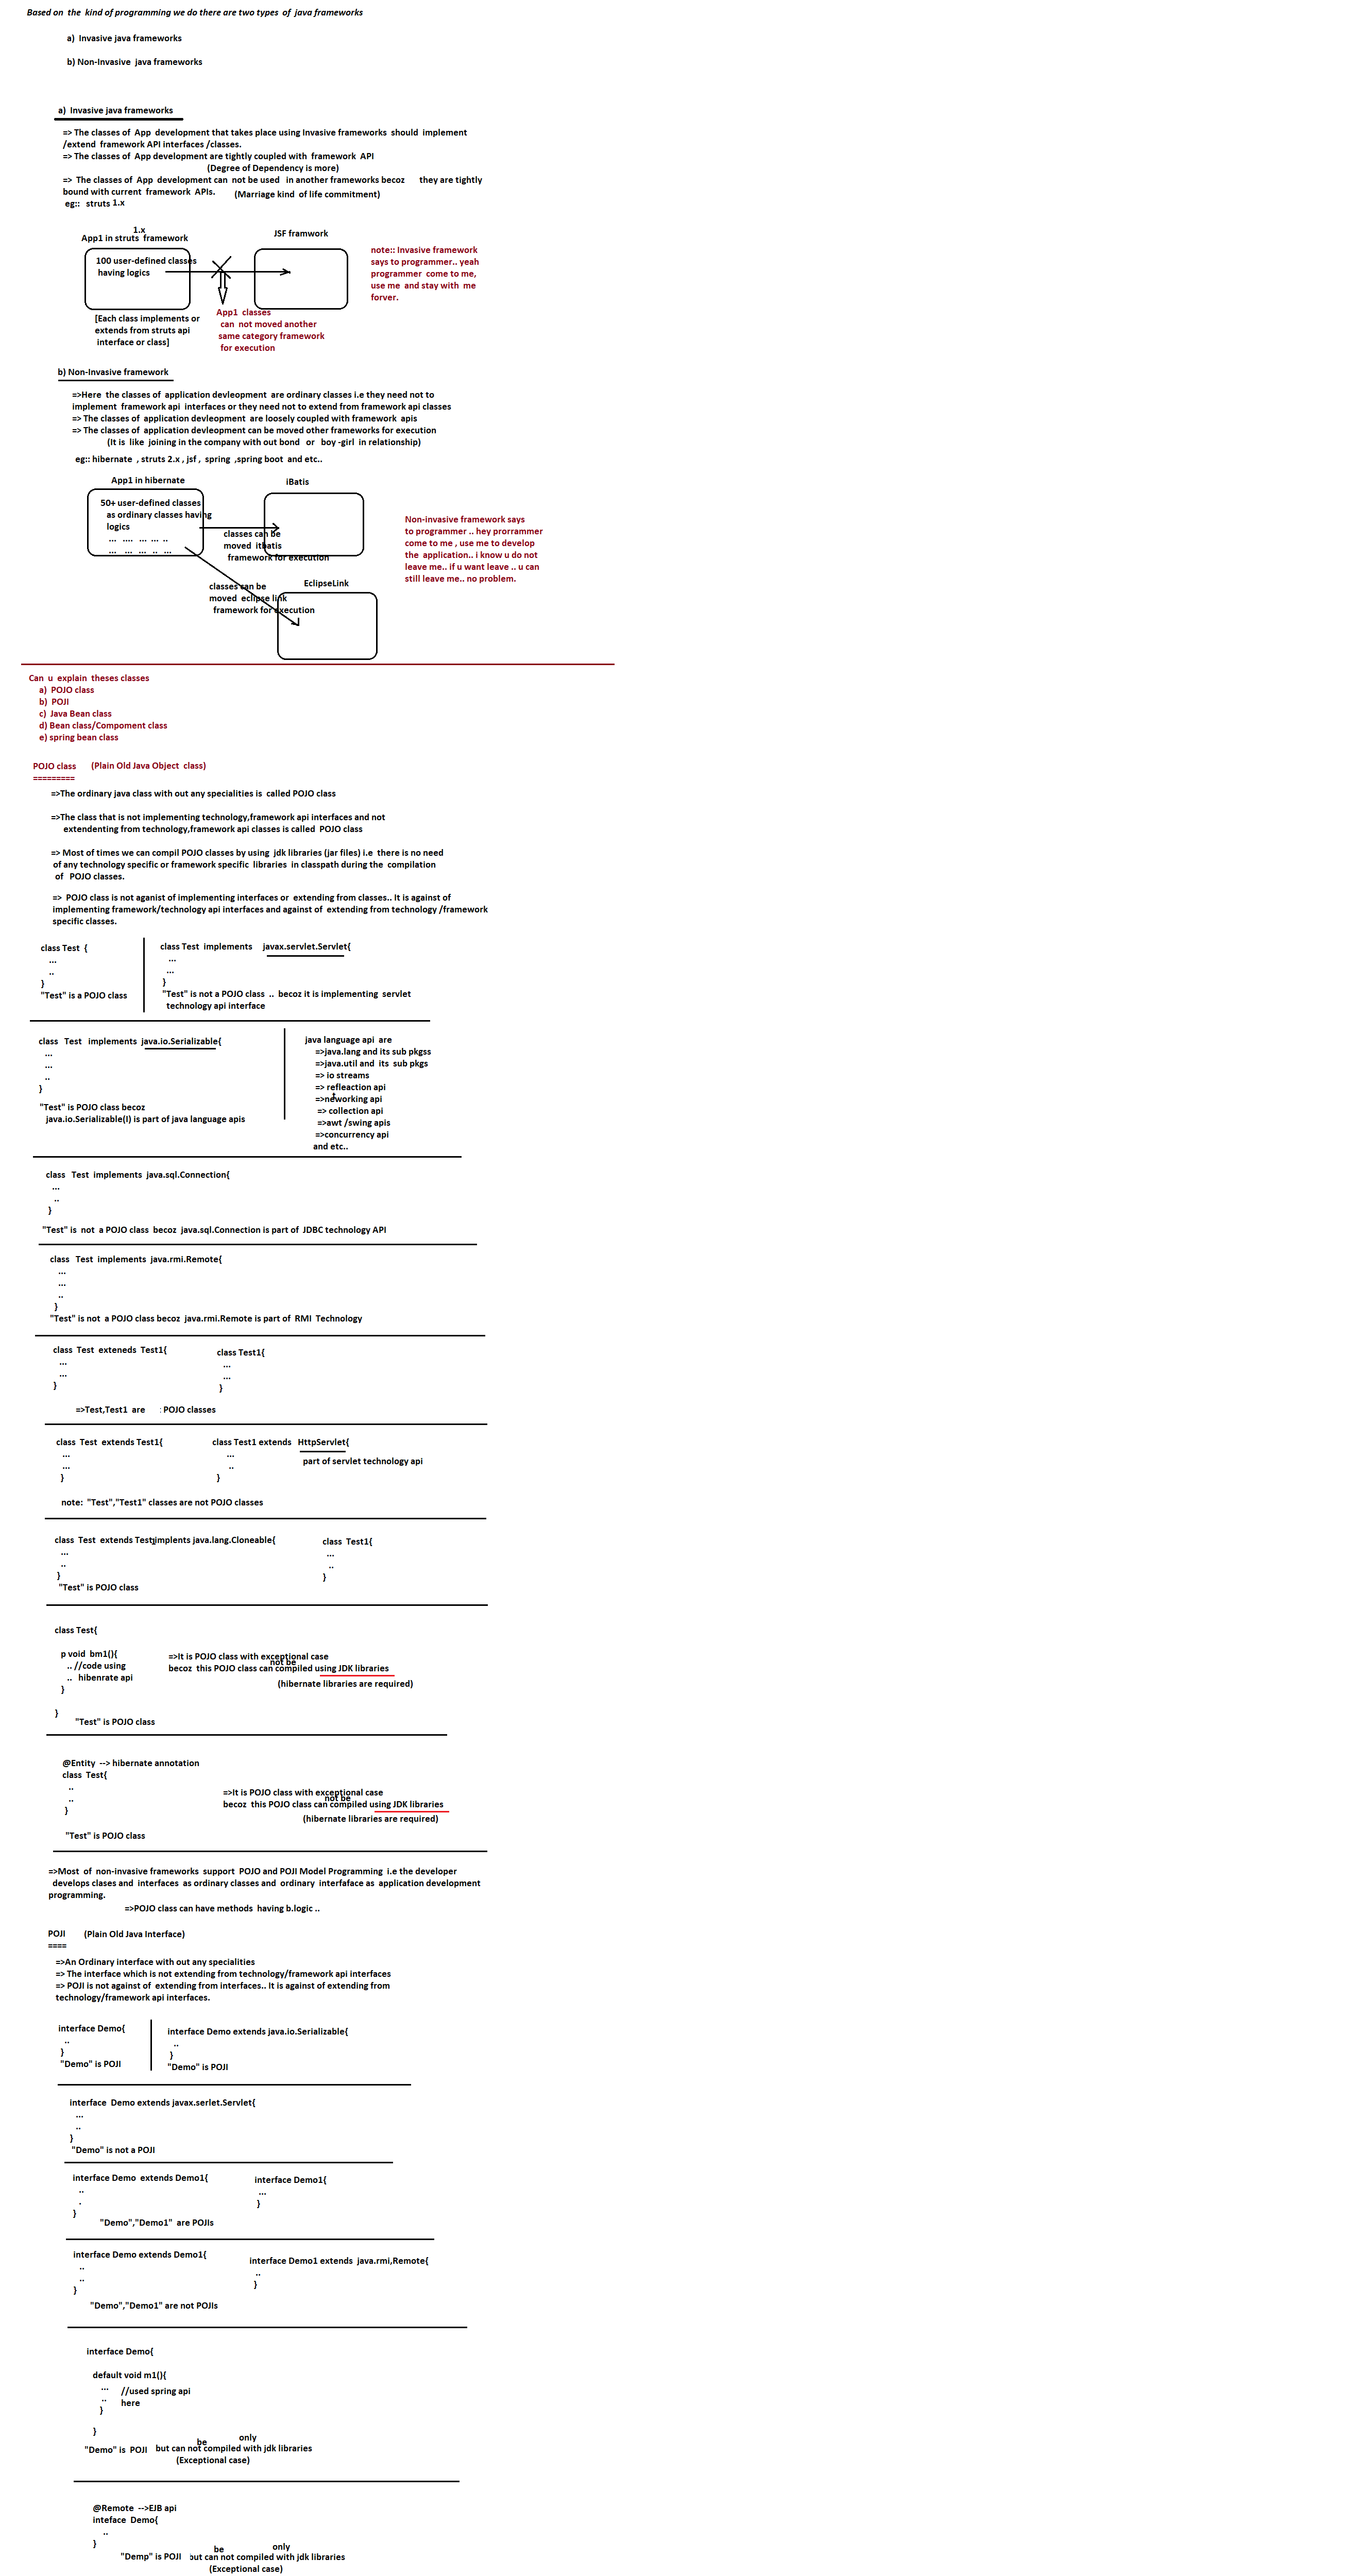 Based on the kind of programming we do there are two types of java frameworks
a) Invasive java frameworks
b) Non-Invasive java frameworks
a) Invasive java frameworks
=> The classes of App development that takes place using Invasive frameworks should implement
/extend framework API interfaces /classes.
=> The classes of App development are tightly coupled with framework API
(Degree of Dependency is more)
=> The classes of App development can not be used in another frameworks becoz they are tightly
bound with current framework APIs. (Marriage kind of life commitment)
eg:: struts 1.x
1.x
App1 in struts framework
JSF framwork
100 user-defined classes
having logics
[Each class implements or
extends from struts api
interface or class]
App1 classes
can not moved another
same category framework
for execution
note:: Invasive framework
says to programmer.. yeah
programmer come to me,
use me and stay with me
forver.
b) Non-Invasive framework
=>Here the classes of application devleopment are ordinary classes i.e they need not to
implement framework api interfaces or they need not to extend from framework api classes
=> The classes of application devleopment are loosely coupled with framework apis
=> The classes of application devleopment can be moved other frameworks for execution
(It is like joining in the company with out bond or boy -girl in relationship)
eg:: hibernate , struts 2.x , jsf , spring ,spring boot and etc..
App1 in hibernate
iBatis
50+ user-defined classes
as ordinary classes having
logics
... .... ... ... ..
... ... ... .. ...
classes can be
moved itbatis
framework for execution
classes can be
moved eclipse link
framework for execution
EclipseLink
Non-invasive framework says
to programmer .. hey prorrammer
come to me , use me to develop
the application.. i know u do not
leave me.. if u want leave .. u can
still leave me.. no problem.
Can u explain theses classes
a) POJO class
b) POJI
c) Java Bean class
d) Bean class/Compoment class
e) spring bean class
POJO class (Plain Old Java Object class)
=========
=>The ordinary java class with out any specialities is called POJO class
=>The class that is not implementing technology,framework api interfaces and not
extendenting from technology,framework api classes is called POJO class
=> Most of times we can compil POJO classes by using jdk libraries (jar files) i.e there is no need
of any technology specific or framework specific libraries in classpath during the compilation
of POJO classes.
=> POJO class is not aganist of implementing interfaces or extending from classes.. It is against of
implementing framework/technology api interfaces and against of extending from technology /framework
specific classes.
class Test {
...
..
}
"Test" is a POJO class
class Test implements javax.servlet.Servlet{
...
...
}
"Test" is not a POJO class .. becoz it is implementing servlet
technology api interface
class Test implements java.io.Serializable{
...
...
..
}
"Test" is POJO class becoz
java.io.Serializable(I) is part of java language apis
java language api are
=>java.lang and its sub pkgss
=>java.util and its sub pkgs
=> io streams
=> refleaction api
=>neworking api
=> collection api
=>awt /swing apis
=>concurrency api
and etc..
class Test implements java.sql.Connection{
...
..
}
"Test" is not a POJO class becoz java.sql.Connection is part of JDBC technology API
class Test implements java.rmi.Remote{
...
...
..
}
"Test" is not a POJO class becoz java.rmi.Remote is part of RMI Technology
class Test exteneds Test1{
...
...
}
class Test1{
...
...
}
=>Test,Test1 are : POJO classes
class Test extends Test1{
...
...
}
class Test1 extends HttpServlet{
...
..
}
part of servlet technology api
note: "Test","Test1" classes are not POJO classes
class Test extends Test1implents java.lang.Cloneable{
...
..
}
"Test" is POJO class
class Test1{
...
..
}
class Test{
p void bm1(){
.. //code using
.. hibenrate api
}
}
"Test" is POJO class
=>It is POJO class with exceptional case
not be
becoz this POJO class can compiled using JDK libraries
(hibernate libraries are required)
@Entity --> hibernate annotation
class Test{
..
..
}
"Test" is POJO class
=>It is POJO class with exceptional case
not be
becoz this POJO class can compiled using JDK libraries
(hibernate libraries are required)
=>Most of non-invasive frameworks support POJO and POJI Model Programming i.e the developer
develops clases and interfaces as ordinary classes and ordinary interfaface as application development
programming.
=>POJO class can have methods having b.logic ..
POJI (Plain Old Java Interface)
====
=>An Ordinary interface with out any specialities
=> The interface which is not extending from technology/framework api interfaces
=> POJI is not against of extending from interfaces.. It is against of extending from
technology/framework api interfaces.
interface Demo{
..
}
"Demo" is POJI
interface Demo extends java.io.Serializable{
..
}
"Demo" is POJI
interface Demo extends javax.serlet.Servlet{
...
..
}
"Demo" is not a POJI
interface Demo extends Demo1{
..
.
}
interface Demo1{
...
}
"Demo","Demo1" are POJIs
interface Demo extends Demo1{
..
..
}
interface Demo1 extends java.rmi,Remote{
..
}
"Demo","Demo1" are not POJIs
interface Demo{
default void m1(){
... //used spring api
.. here
}
}
be only
"Demo" is POJI but can not compiled with jdk libraries
(Exceptional case)
@Remote -->EJB api
inteface Demo{
..
}
be only
"Demp" is POJI but can not compiled with jdk libraries
(Exceptional case)